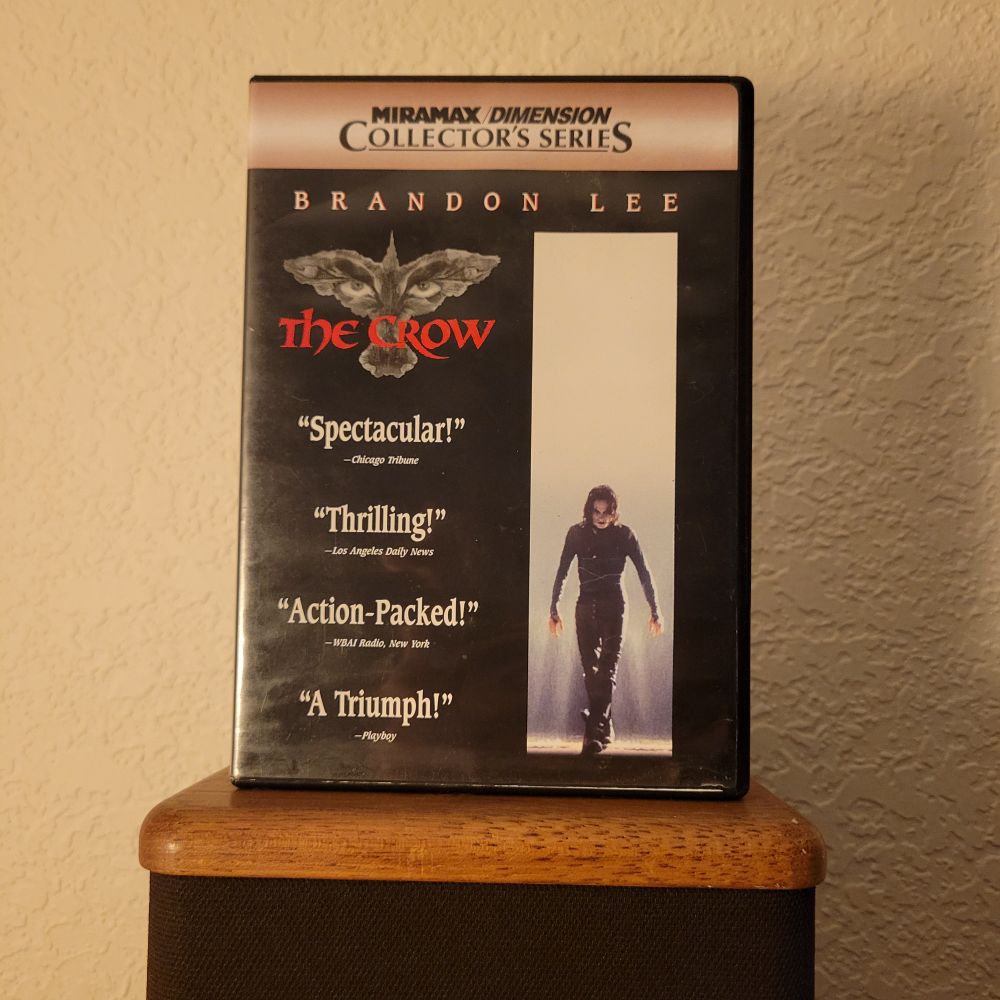 MIRAMAX/DIMENSION
COLLECTOR'S SERIES
BRANDON LEE
THE CROW
“Spectacular!”
–Chicago Tribune
“Thrilling!”
–Los Angeles Daily News
“Action-Packed!”
–WBAI Radio, New York
“A Triumph!”
–Playboy